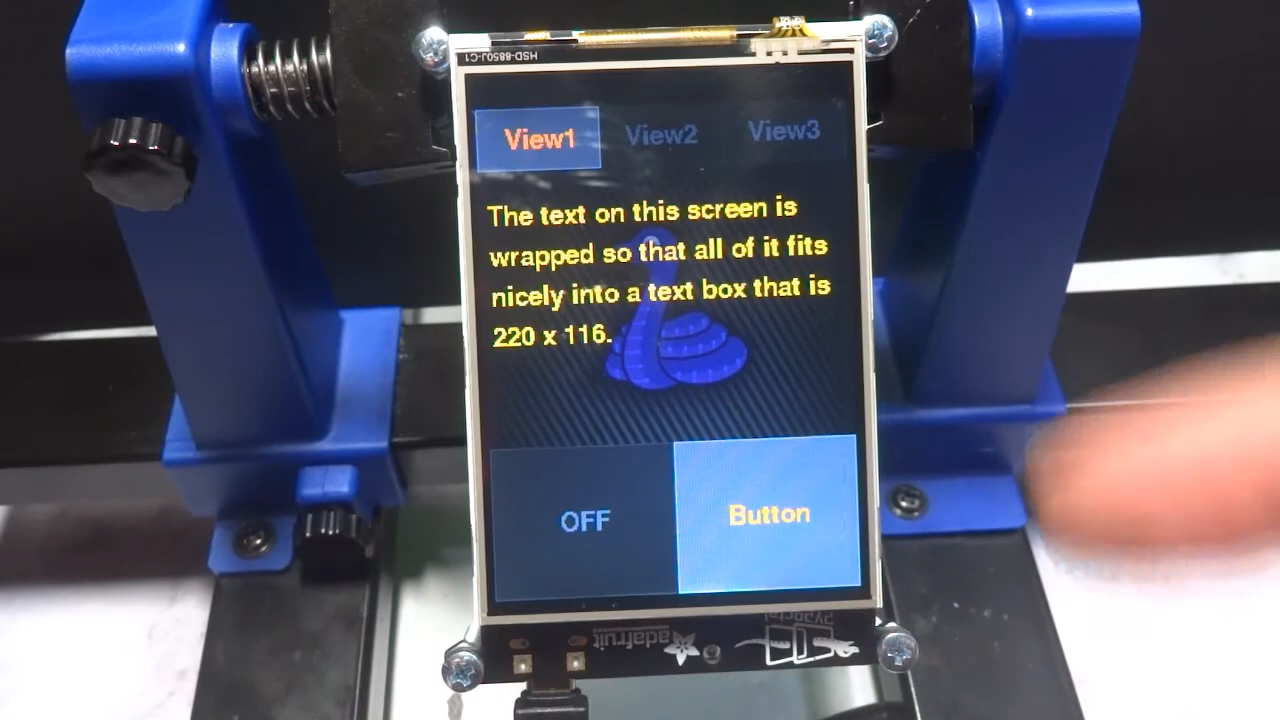 HSD-8850J-C1
View1 View2 View3
The text on this screen is
wrapped so that all of it fits
nicely into a text box that is
220 x 116.
OFF Button
adafruit
PyPortal